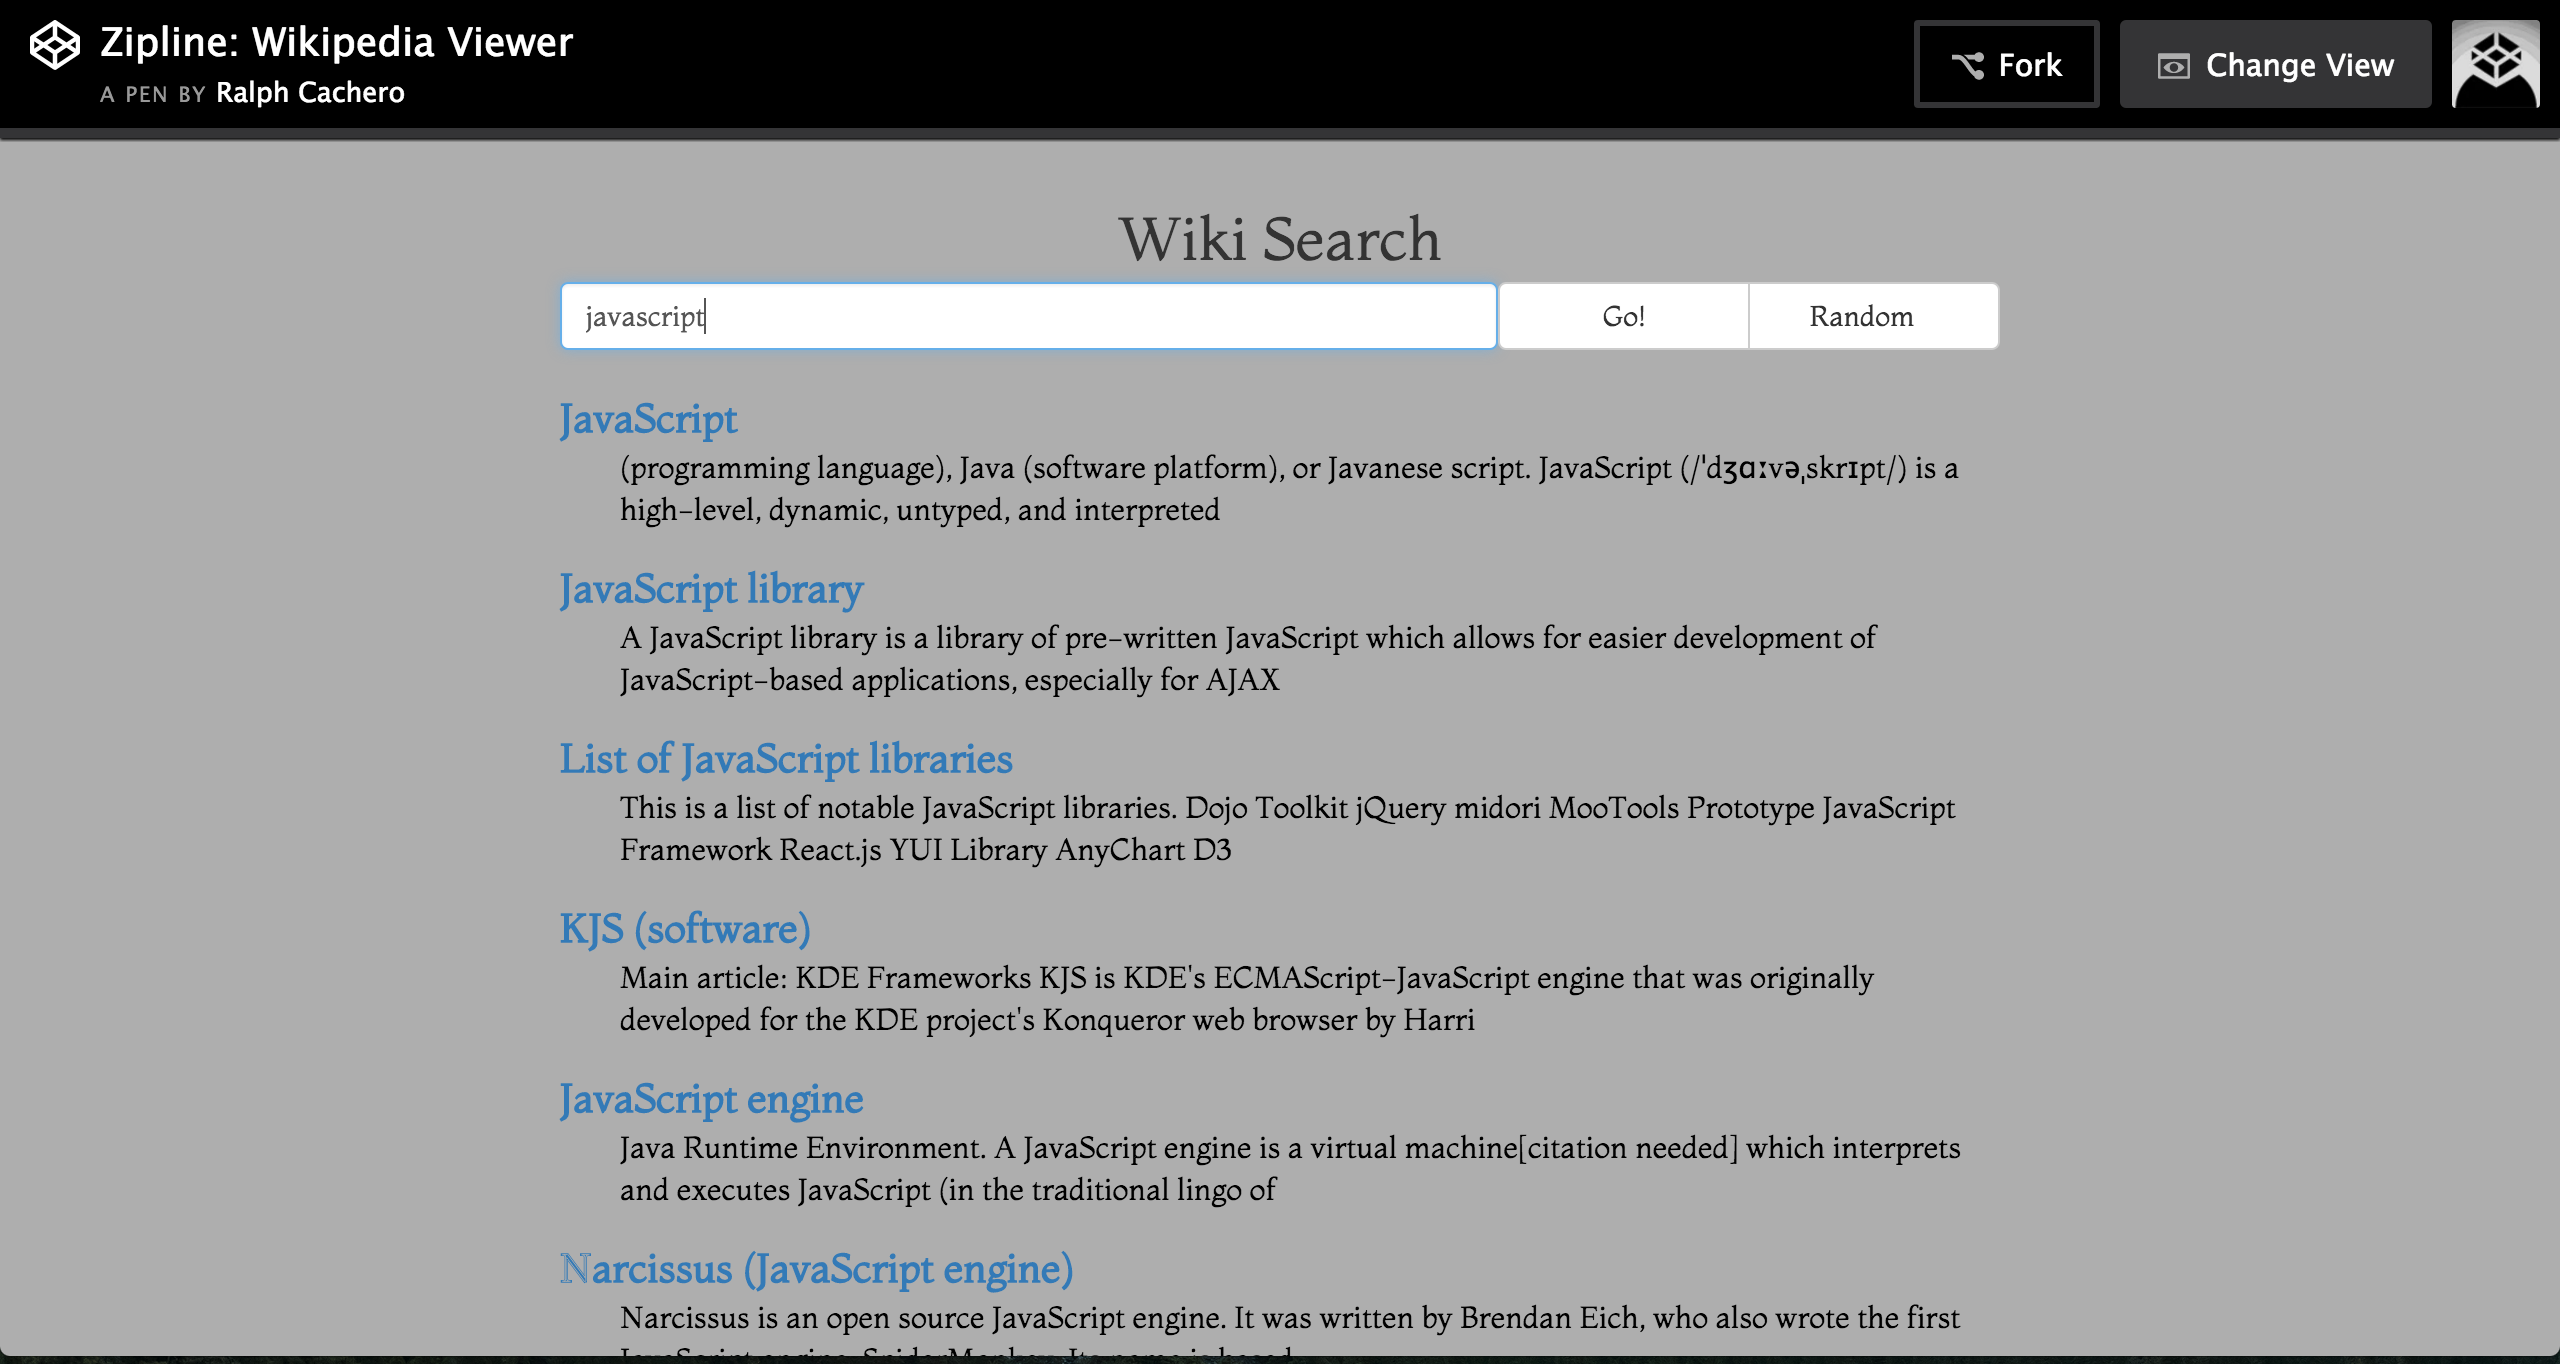 Zipline: Wikipedia Viewer
A PEN BY Ralph Cachero
Fork
Change View
Wiki Search
javascript
Go!
Random
JavaScript
(programming language), Java (software platform), or Javanese script. JavaScript (/ˈdʒɑːvəˌskrɪpt/) is a
high-level, dynamic, untyped, and interpreted
JavaScript library
A JavaScript library is a library of pre-written JavaScript which allows for easier development of
JavaScript-based applications, especially for AJAX
List of JavaScript libraries
This is a list of notable JavaScript libraries. Dojo Toolkit jQuery midori MooTools Prototype JavaScript
Framework React.js YUI Library AnyChart D3
KJS (software)
Main article: KDE Frameworks KJS is KDE's ECMAScript-JavaScript engine that was originally
developed for the KDE project's Konqueror web browser by Harri
JavaScript engine
Java Runtime Environment. A JavaScript engine is a virtual machine[citation needed] which interprets
and executes JavaScript (in the traditional lingo of
Narcissus (JavaScript engine)
Narcissus is an open source JavaScript engine. It was written by Brendan Eich, who also wrote the first
JavaScript engine, SpiderMonkey. Its name is based